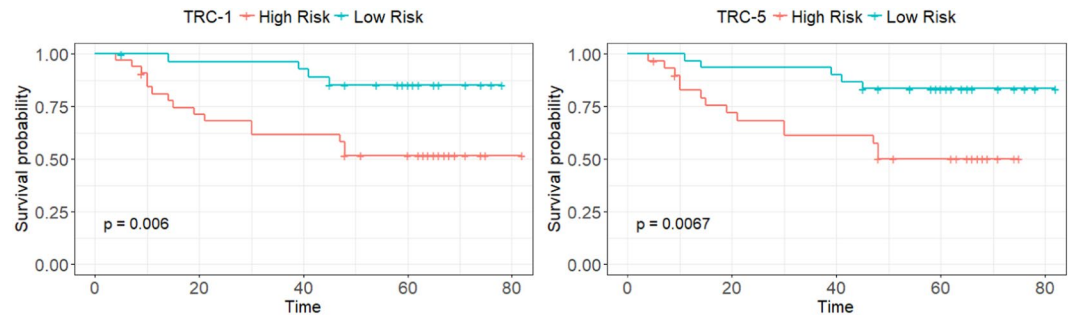 TRC-1 High Risk Low Risk
1.00
0.75
0.50
0.25
0.00
Survival probability
p = 0.006
0 20 40 60 80
Time
TRC-5 High Risk Low Risk
1.00
0.75
0.50
0.25
0.00
Survival probability
p = 0.0067
0 20 40 60 80
Time